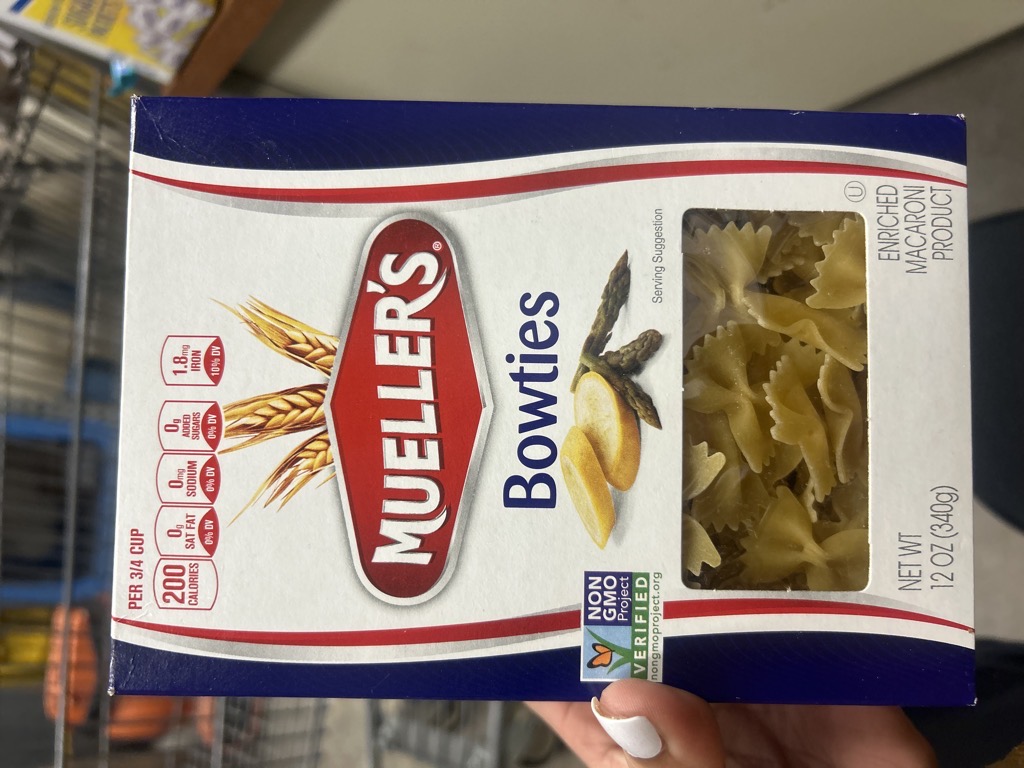 PER 3/4 CUP
200
CALORIES
0g
SAT FAT
0% DV
0mg
SODIUM
0% DV
0g
ADDED
SUGARS
0% DV
1.8mg
IRON
10% DV
MUELLER'S®
Bowties
Serving Suggestion
NON
GMO
Project
VERIFIED
nongmoproject.org
NET WT
12 OZ (340g)
U
ENRICHED
MACARONI
PRODUCT